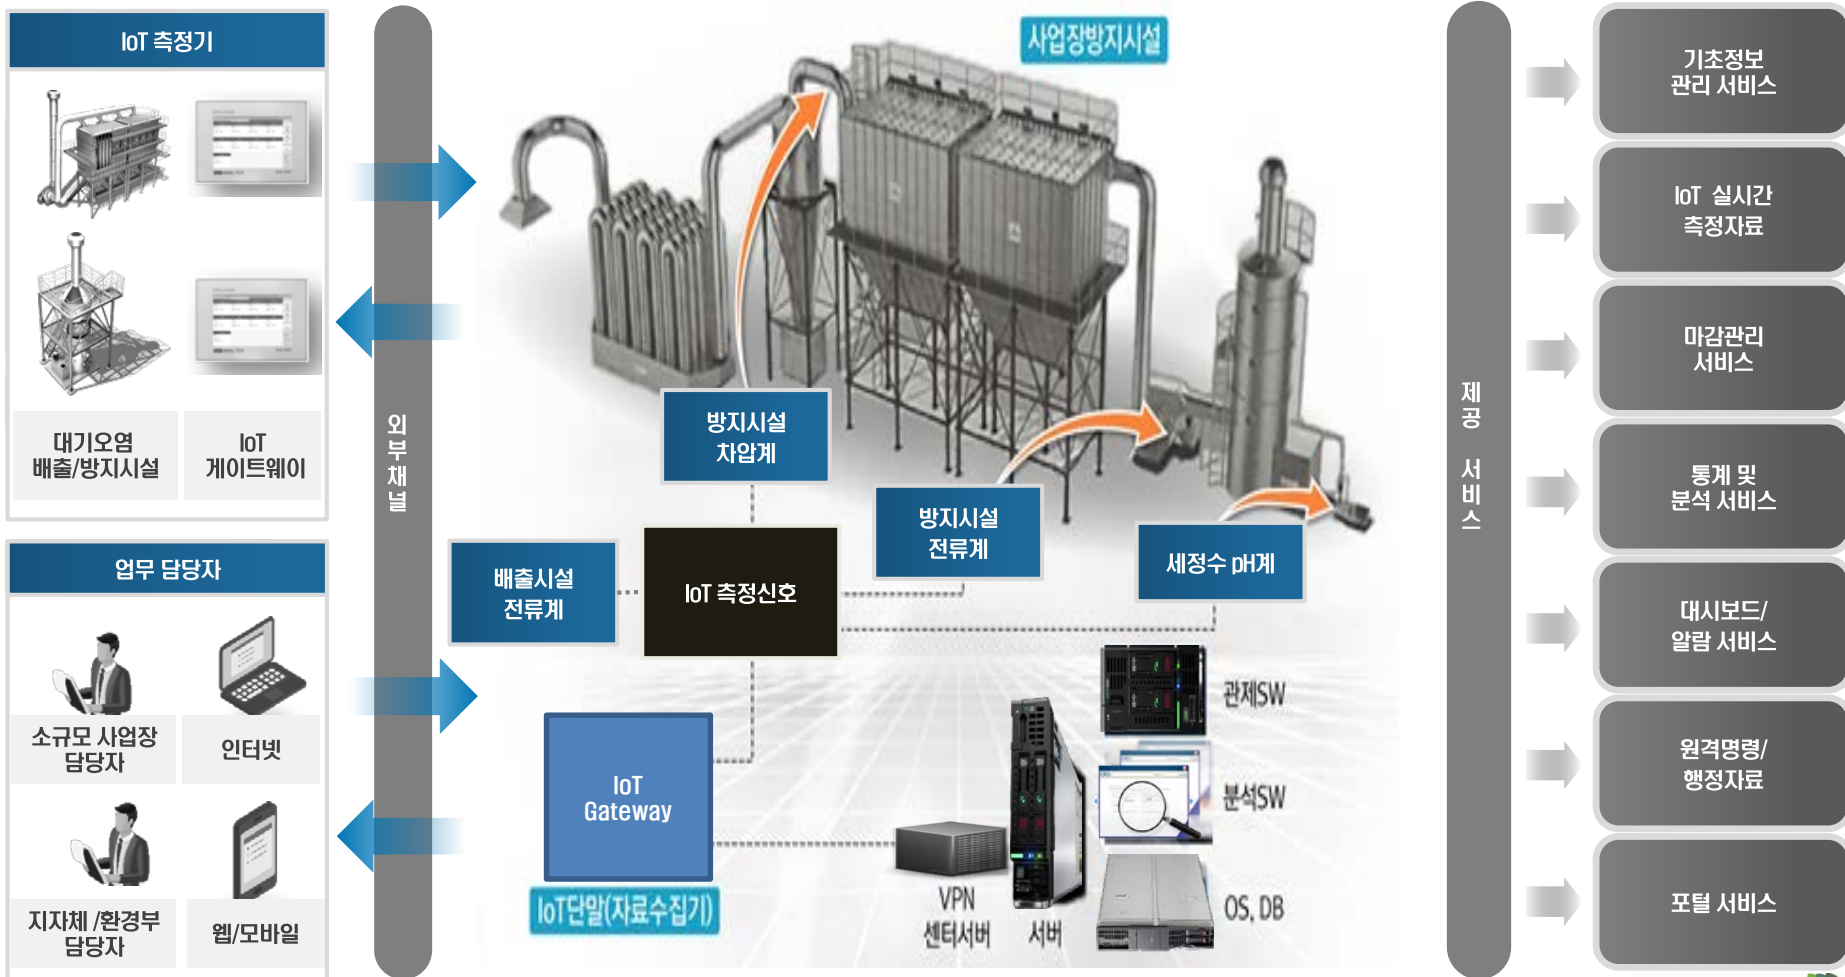 IoT 측정기
대기오염
배출/방지시설
IoT
게이트웨이
업무 담당자
소규모 사업장
담당자
인터넷
지자체 /환경부
담당자
웹/모바일
외부채널
사업장방지시설
방지시설
차압계
방지시설
전류계
세정수 pH계
배출시설
전류계
IoT 측정신호
IoT
Gateway
IoT단말(자료수집기)
VPN
센터서버
서버
관제SW
분석SW
OS, DB
제공 서비스
기초정보
관리 서비스
IoT 실시간
측정자료
마감관리
서비스
통계 및
분석 서비스
대시보드/
알람 서비스
원격명령/
행정자료
포털 서비스